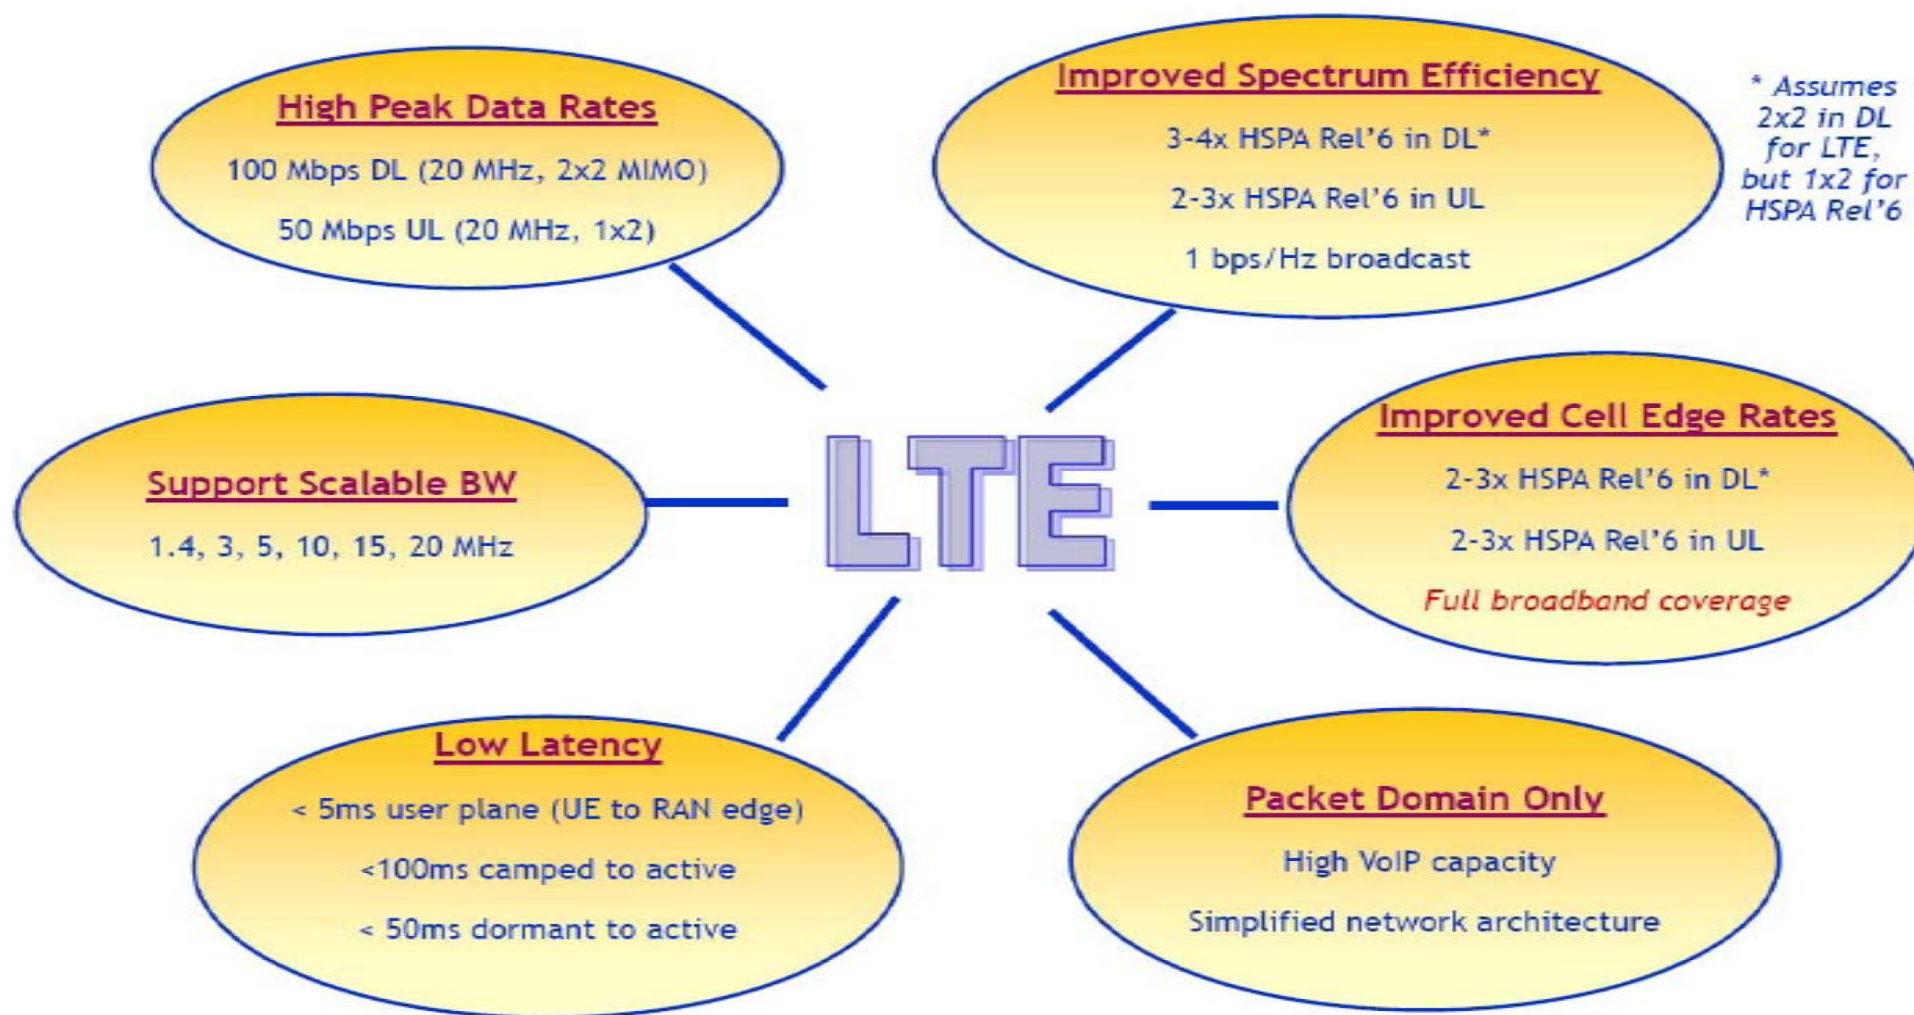 High Peak Data Rates
100 Mbps DL (20 MHz, 2x2 MIMO)
50 Mbps UL (20 MHz, 1x2)
Improved Spectrum Efficiency
3-4x HSPA Rel'6 in DL*
2-3x HSPA Rel'6 in UL
1 bps/Hz broadcast
* Assumes
2x2 in DL
for LTE,
but 1x2 for
HSPA Rel'6
Support Scalable BW
1.4, 3, 5, 10, 15, 20 MHz
LTE
Improved Cell Edge Rates
2-3x HSPA Rel'6 in DL*
2-3x HSPA Rel'6 in UL
Full broadband coverage
Low Latency
< 5ms user plane (UE to RAN edge)
<100ms camped to active
< 50ms dormant to active
Packet Domain Only
High VoIP capacity
Simplified network architecture